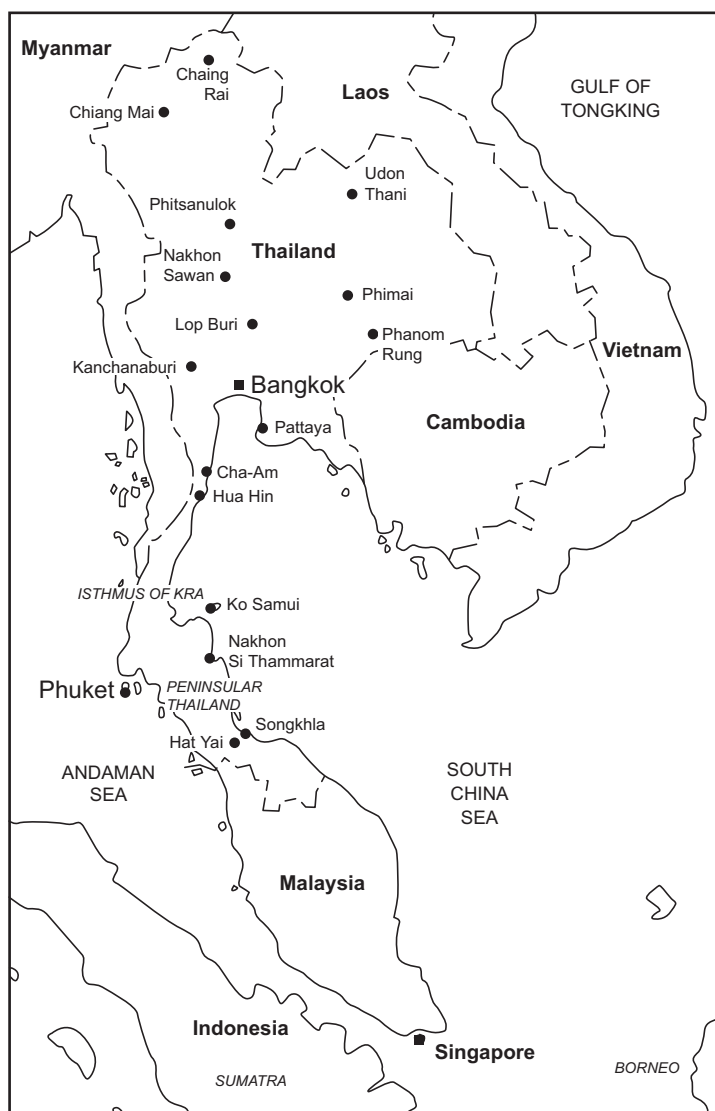 Myanmar
Chaing
Rai
Laos
GULF OF
TONGKING
Chiang Mai
Udon
Thani
Phitsanulok
Thailand
Nakhon
Sawan
Phimai
Lop Buri
Phanom
Rung
Vietnam
Kanchanaburi
Bangkok
Cambodia
Pattaya
Cha-Am
Hua Hin
ISTHMUS OF KRA
Ko Samui
Nakhon
Si Thammarat
Phuket
PENINSULAR
THAILAND
Songkhla
Hat Yai
ANDAMAN
SEA
SOUTH
CHINA
SEA
Malaysia
Indonesia
Singapore
SUMATRA
BORNEO